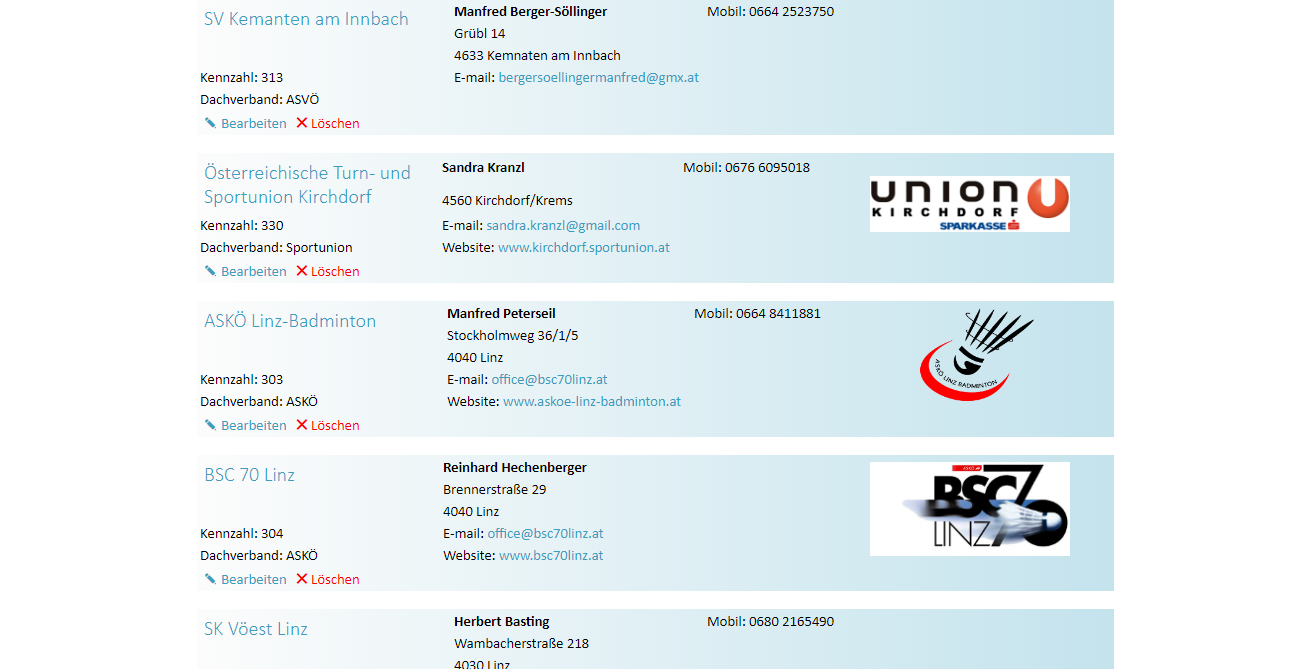 SV Kemanten am Innbach
Manfred Berger-Söllinger
Mobil: 0664 2523750
Grübl 14
4633 Kemnaten am Innbach
Kennzahl: 313
E-mail: bergersoellingermanfred@gmx.at
Dachverband: ASVÖ
Bearbeiten Löschen
Österreichische Turn- und
Sportunion Kirchdorf
Sandra Kranzl
Mobil: 0676 6095018
4560 Kirchdorf/Krems
Kennzahl: 330
E-mail: sandra.kranzl@gmail.com
Dachverband: Sportunion
Website: www.kirchdorf.sportunion.at
Bearbeiten Löschen
UNION
KIRCHDORF
SPARKASSE
ASKÖ Linz-Badminton
Manfred Peterseil
Mobil: 0664 8411881
Stockholmweg 36/1/5
4040 Linz
Kennzahl: 303
E-mail: office@bsc70linz.at
Dachverband: ASKÖ
Website: www.askoe-linz-badminton.at
Bearbeiten Löschen
ASKÖ LINZ BADMINTON
BSC 70 Linz
Reinhard Hechenberger
Brennerstraße 29
4040 Linz
Kennzahl: 304
E-mail: office@bsc70linz.at
Dachverband: ASKÖ
Website: www.bsc70linz.at
Bearbeiten Löschen
ASKÖ
BSC70
LINZ
SK Vöest Linz
Herbert Basting
Mobil: 0680 2165490
Wambacherstraße 218
4030 Linz